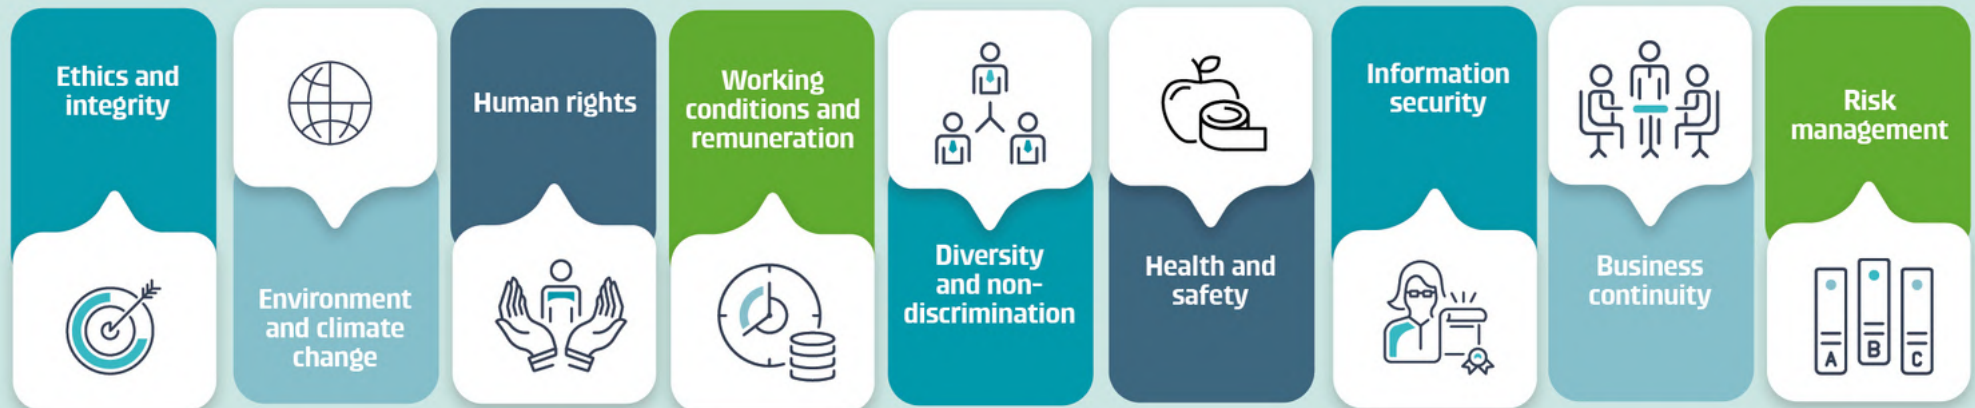 Ethics and
integrity
Environment
and climate
change
Human rights
Working
conditions and
remuneration
Diversity
and non-
discrimination
Health and
safety
Information
security
Business
continuity
Risk
management
A
B
C